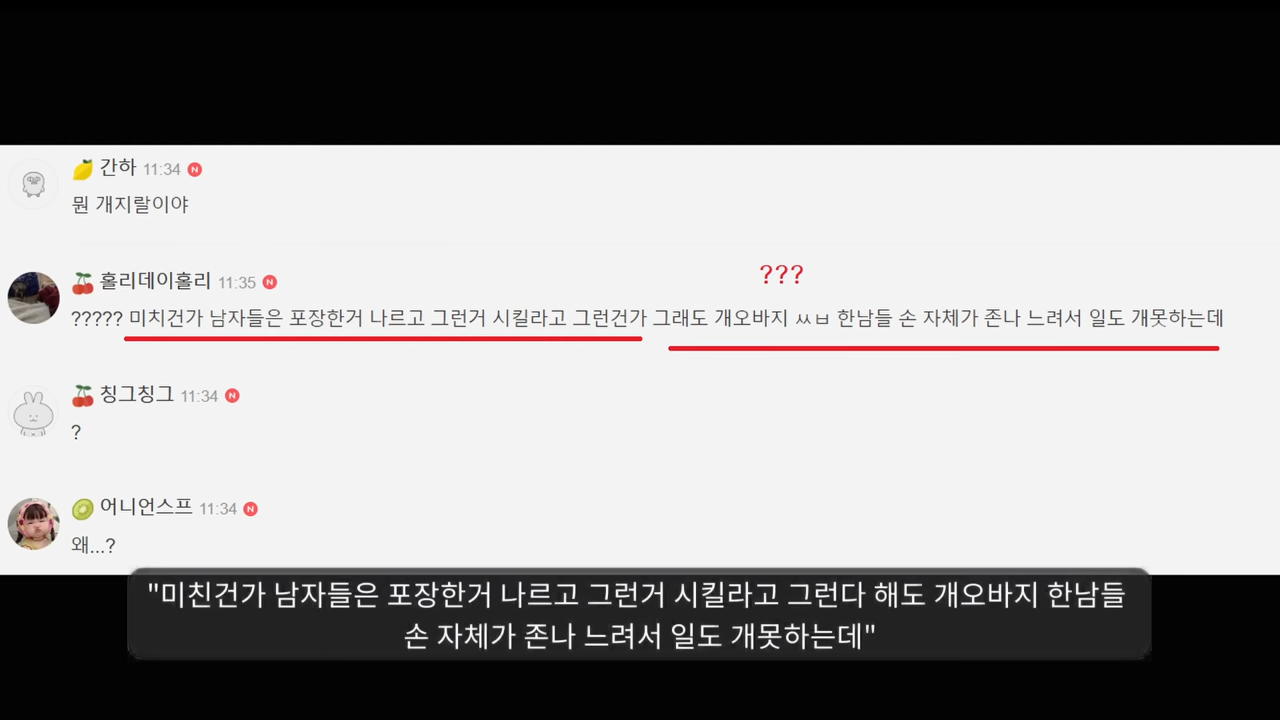 간하 11:34 N
뭔 개지랄이야
홀리데이홀리 11:35 N
???
????? 미치건가 남자들은 포장한거 나르고 그런거 시킬라고 그런건가 그래도 개오바지 ㅆㅂ 한남들 손 자체가 존나 느려서 일도 개못하는데
칭그칭그 11:34 N
?
어니언스프 11:34 N
왜...?
"미친건가 남자들은 포장한거 나르고 그런거 시킬라고 그런다 해도 개오바지 한남들
손 자체가 존나 느려서 일도 개못하는데"